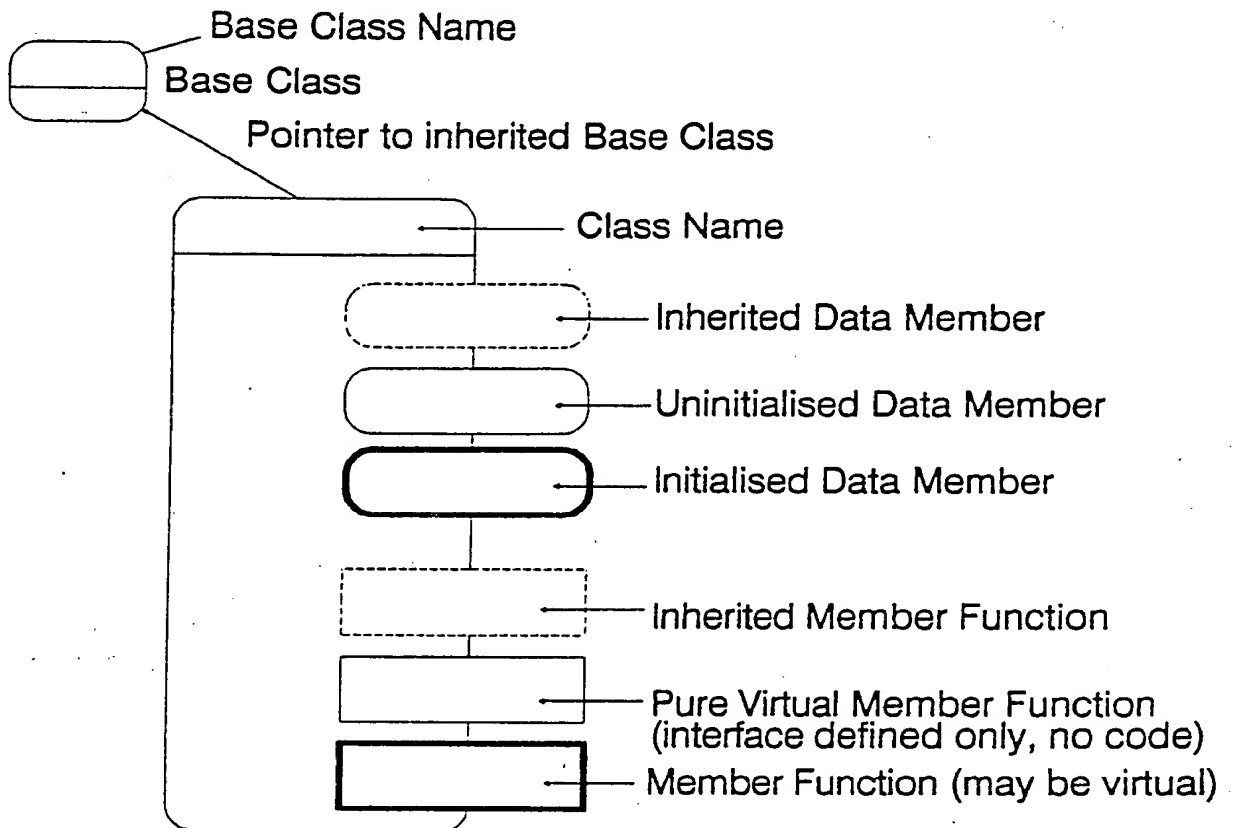 Base Class Name
Base Class
Pointer to inherited Base Class
Class Name
Inherited Data Member
Uninitialised Data Member
Initialised Data Member
Inherited Member Function
Pure Virtual Member Function
(interface defined only, no code)
Member Function (may be virtual)